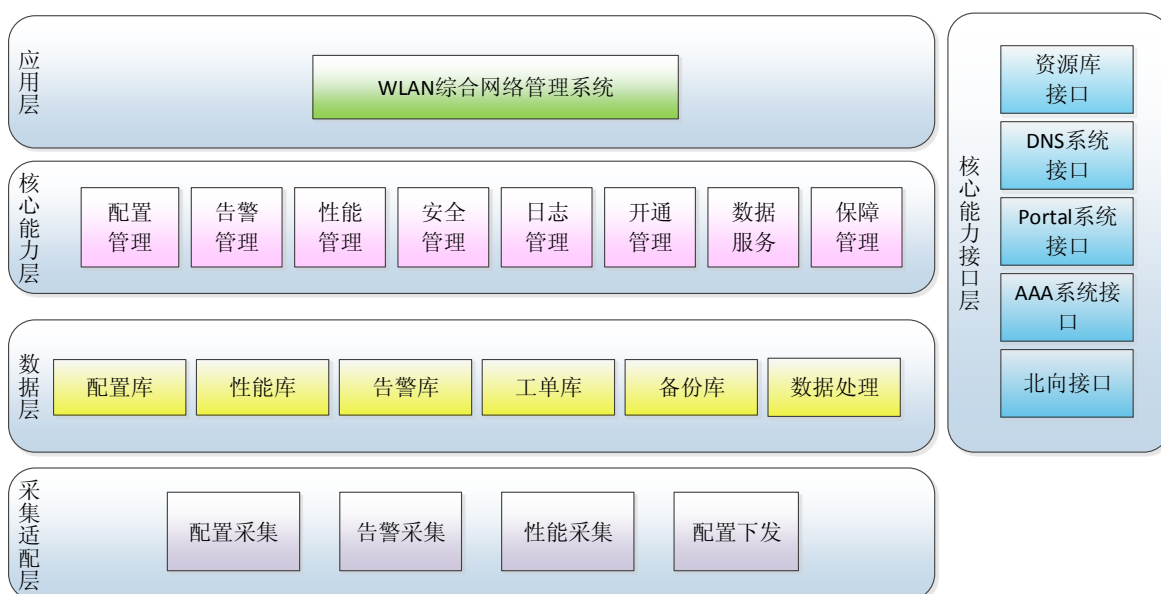 应用层
WLAN综合网络管理系统
核心能力层
配置
管理
告警
管理
性能
管理
安全
管理
日志
管理
开通
管理
数据
服务
保障
管理
数据层
配置库
性能库
告警库
工单库
备份库
数据处理
采集适配层
配置采集
告警采集
性能采集
配置下发
核心能力接口层
资源库
接口
DNS系统
接口
Portal系统
接口
AAA系统接
口
北向接口